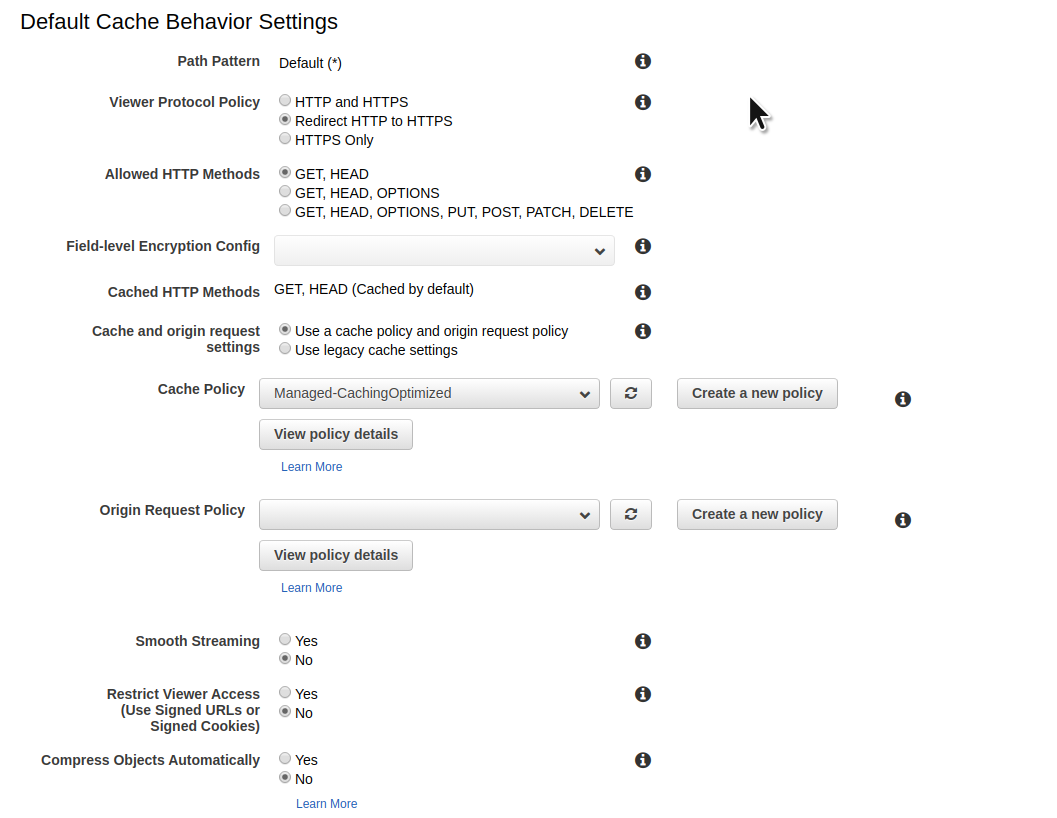 Default Cache Behavior Settings
Path Pattern Default (*)
Viewer Protocol Policy HTTP and HTTPS
Redirect HTTP to HTTPS
HTTPS Only
Allowed HTTP Methods GET, HEAD
GET, HEAD, OPTIONS
GET, HEAD, OPTIONS, PUT, POST, PATCH, DELETE
Field-level Encryption Config
Cached HTTP Methods GET, HEAD (Cached by default)
Cache and origin request settings Use a cache policy and origin request policy
Use legacy cache settings
Cache Policy Managed-CachingOptimized Create a new policy
View policy details
Learn More
Origin Request Policy Create a new policy
View policy details
Learn More
Smooth Streaming Yes
No
Restrict Viewer Access Yes
(Use Signed URLs or No
Signed Cookies)
Compress Objects Automatically Yes
No
Learn More